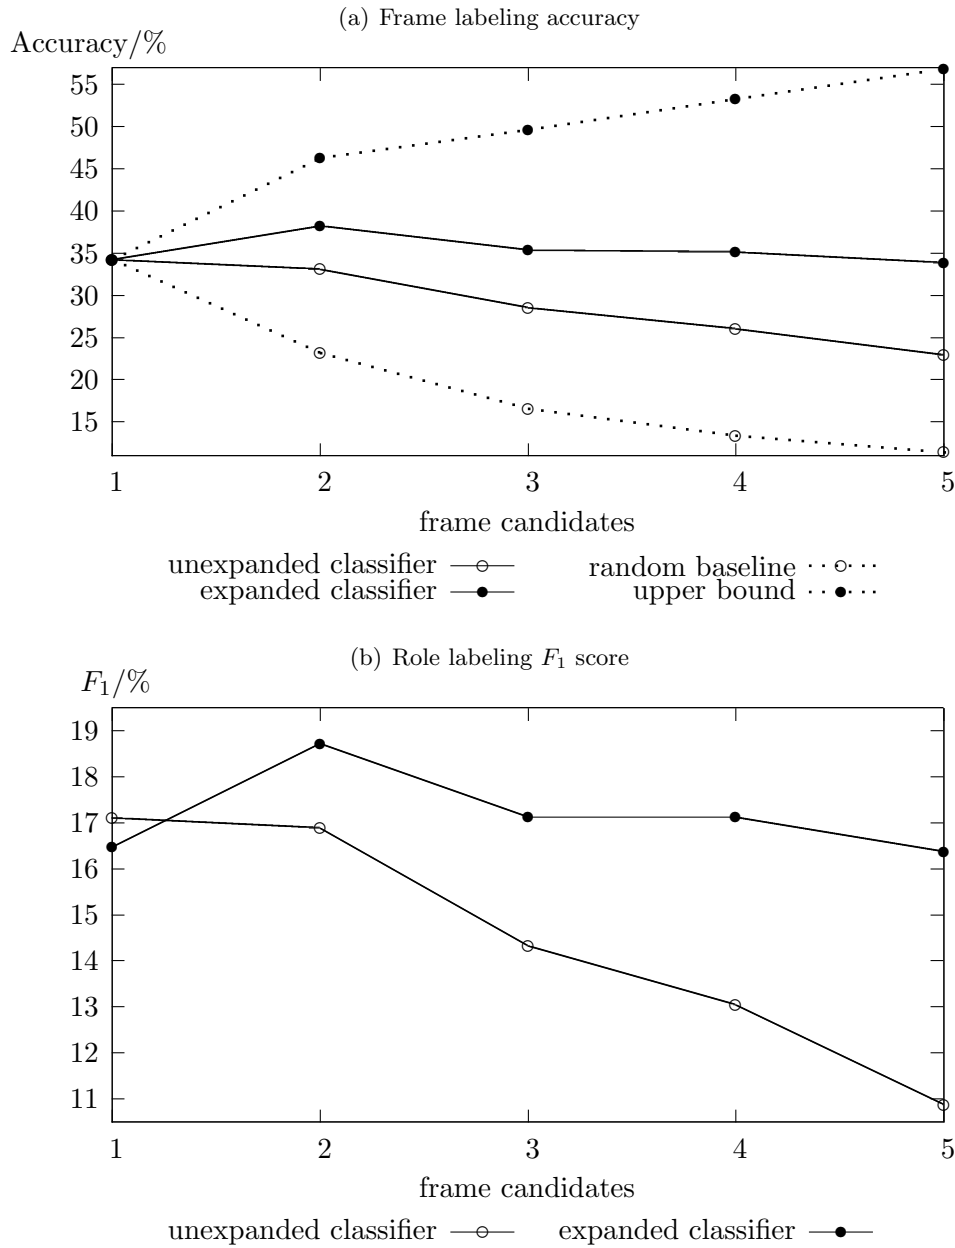 (a) Frame labeling accuracy
Accuracy/%
55
50
45
40
35
30
25
20
15
1 2 3 4 5
frame candidates
unexpanded classifier random baseline
expanded classifier upper bound
(b) Role labeling F₁ score
F₁/%
19
18
17
16
15
14
13
12
11
1 2 3 4 5
frame candidates
unexpanded classifier expanded classifier